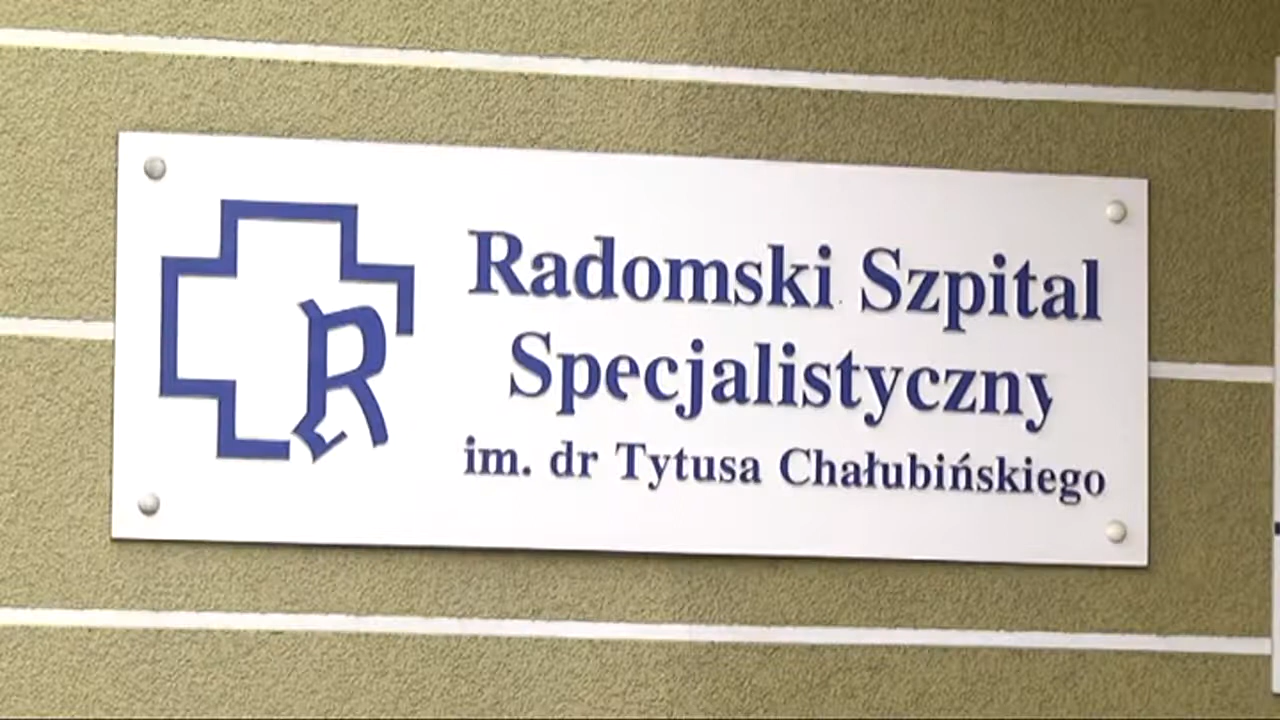 R
Radomski Szpital
Specjalistyczny
im. dr Tytusa Chałubińskiego